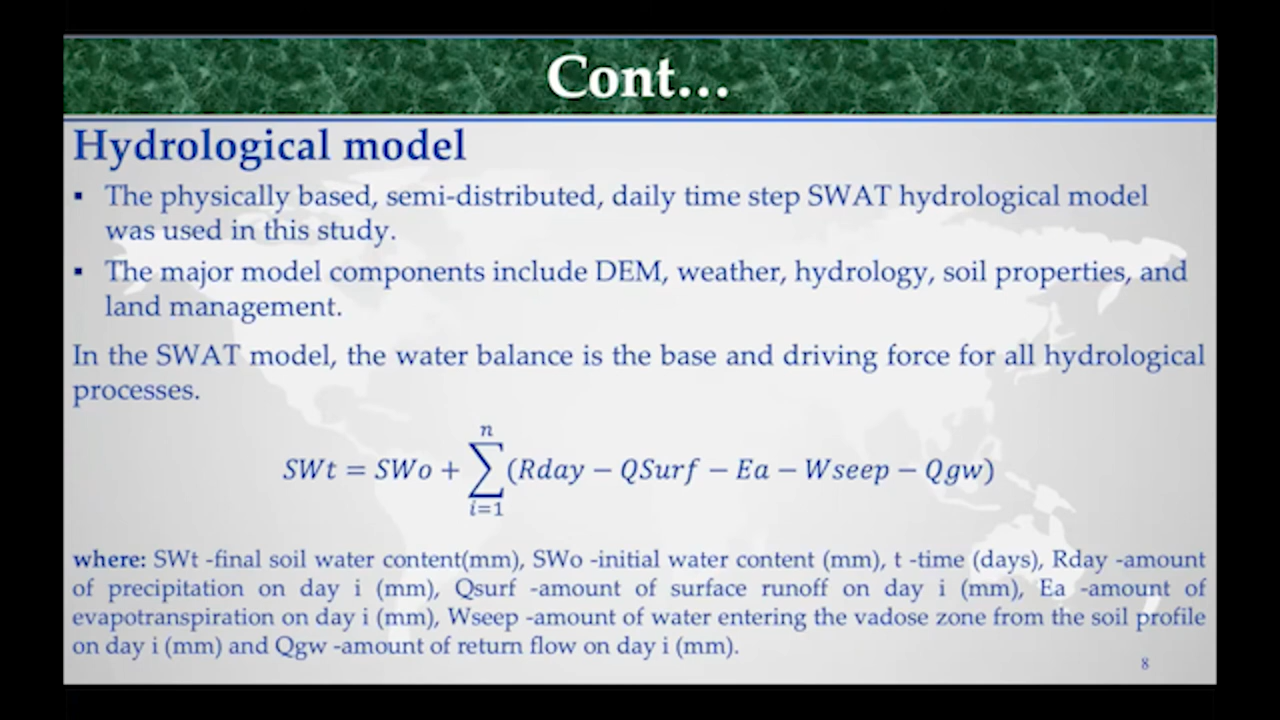 Cont...
Hydrological model
▪ The physically based, semi-distributed, daily time step SWAT hydrological model
was used in this study.
▪ The major model components include DEM, weather, hydrology, soil properties, and
land management.
In the SWAT model, the water balance is the base and driving force for all hydrological
processes.
n
SWt = SWo + ∑(Rday − QSurf − Ea − Wseep − Qgw)
i=1
where: SWt -final soil water content(mm), SWo -initial water content (mm), t -time (days), Rday -amount
of precipitation on day i (mm), Qsurf -amount of surface runoff on day i (mm), Ea -amount of
evapotranspiration on day i (mm), Wseep -amount of water entering the vadose zone from the soil profile
on day i (mm) and Qgw -amount of return flow on day i (mm).
8